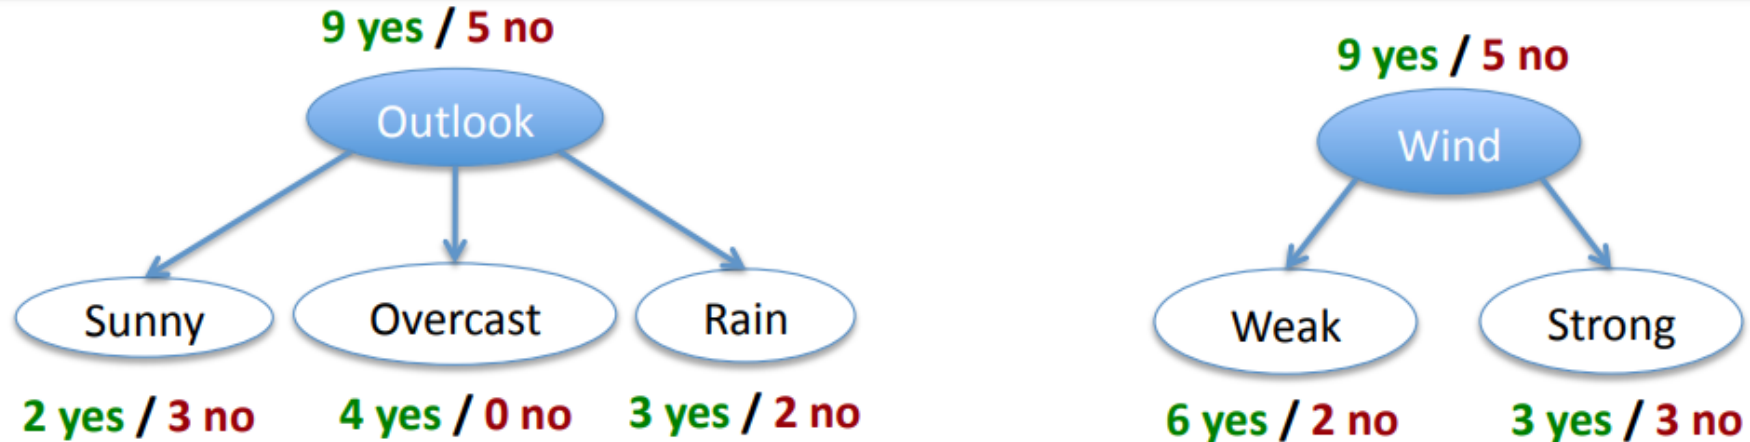 9 yes / 5 no
Outlook
Sunny
Overcast
Rain
2 yes / 3 no
4 yes / 0 no
3 yes / 2 no
9 yes / 5 no
Wind
Weak
Strong
6 yes / 2 no
3 yes / 3 no